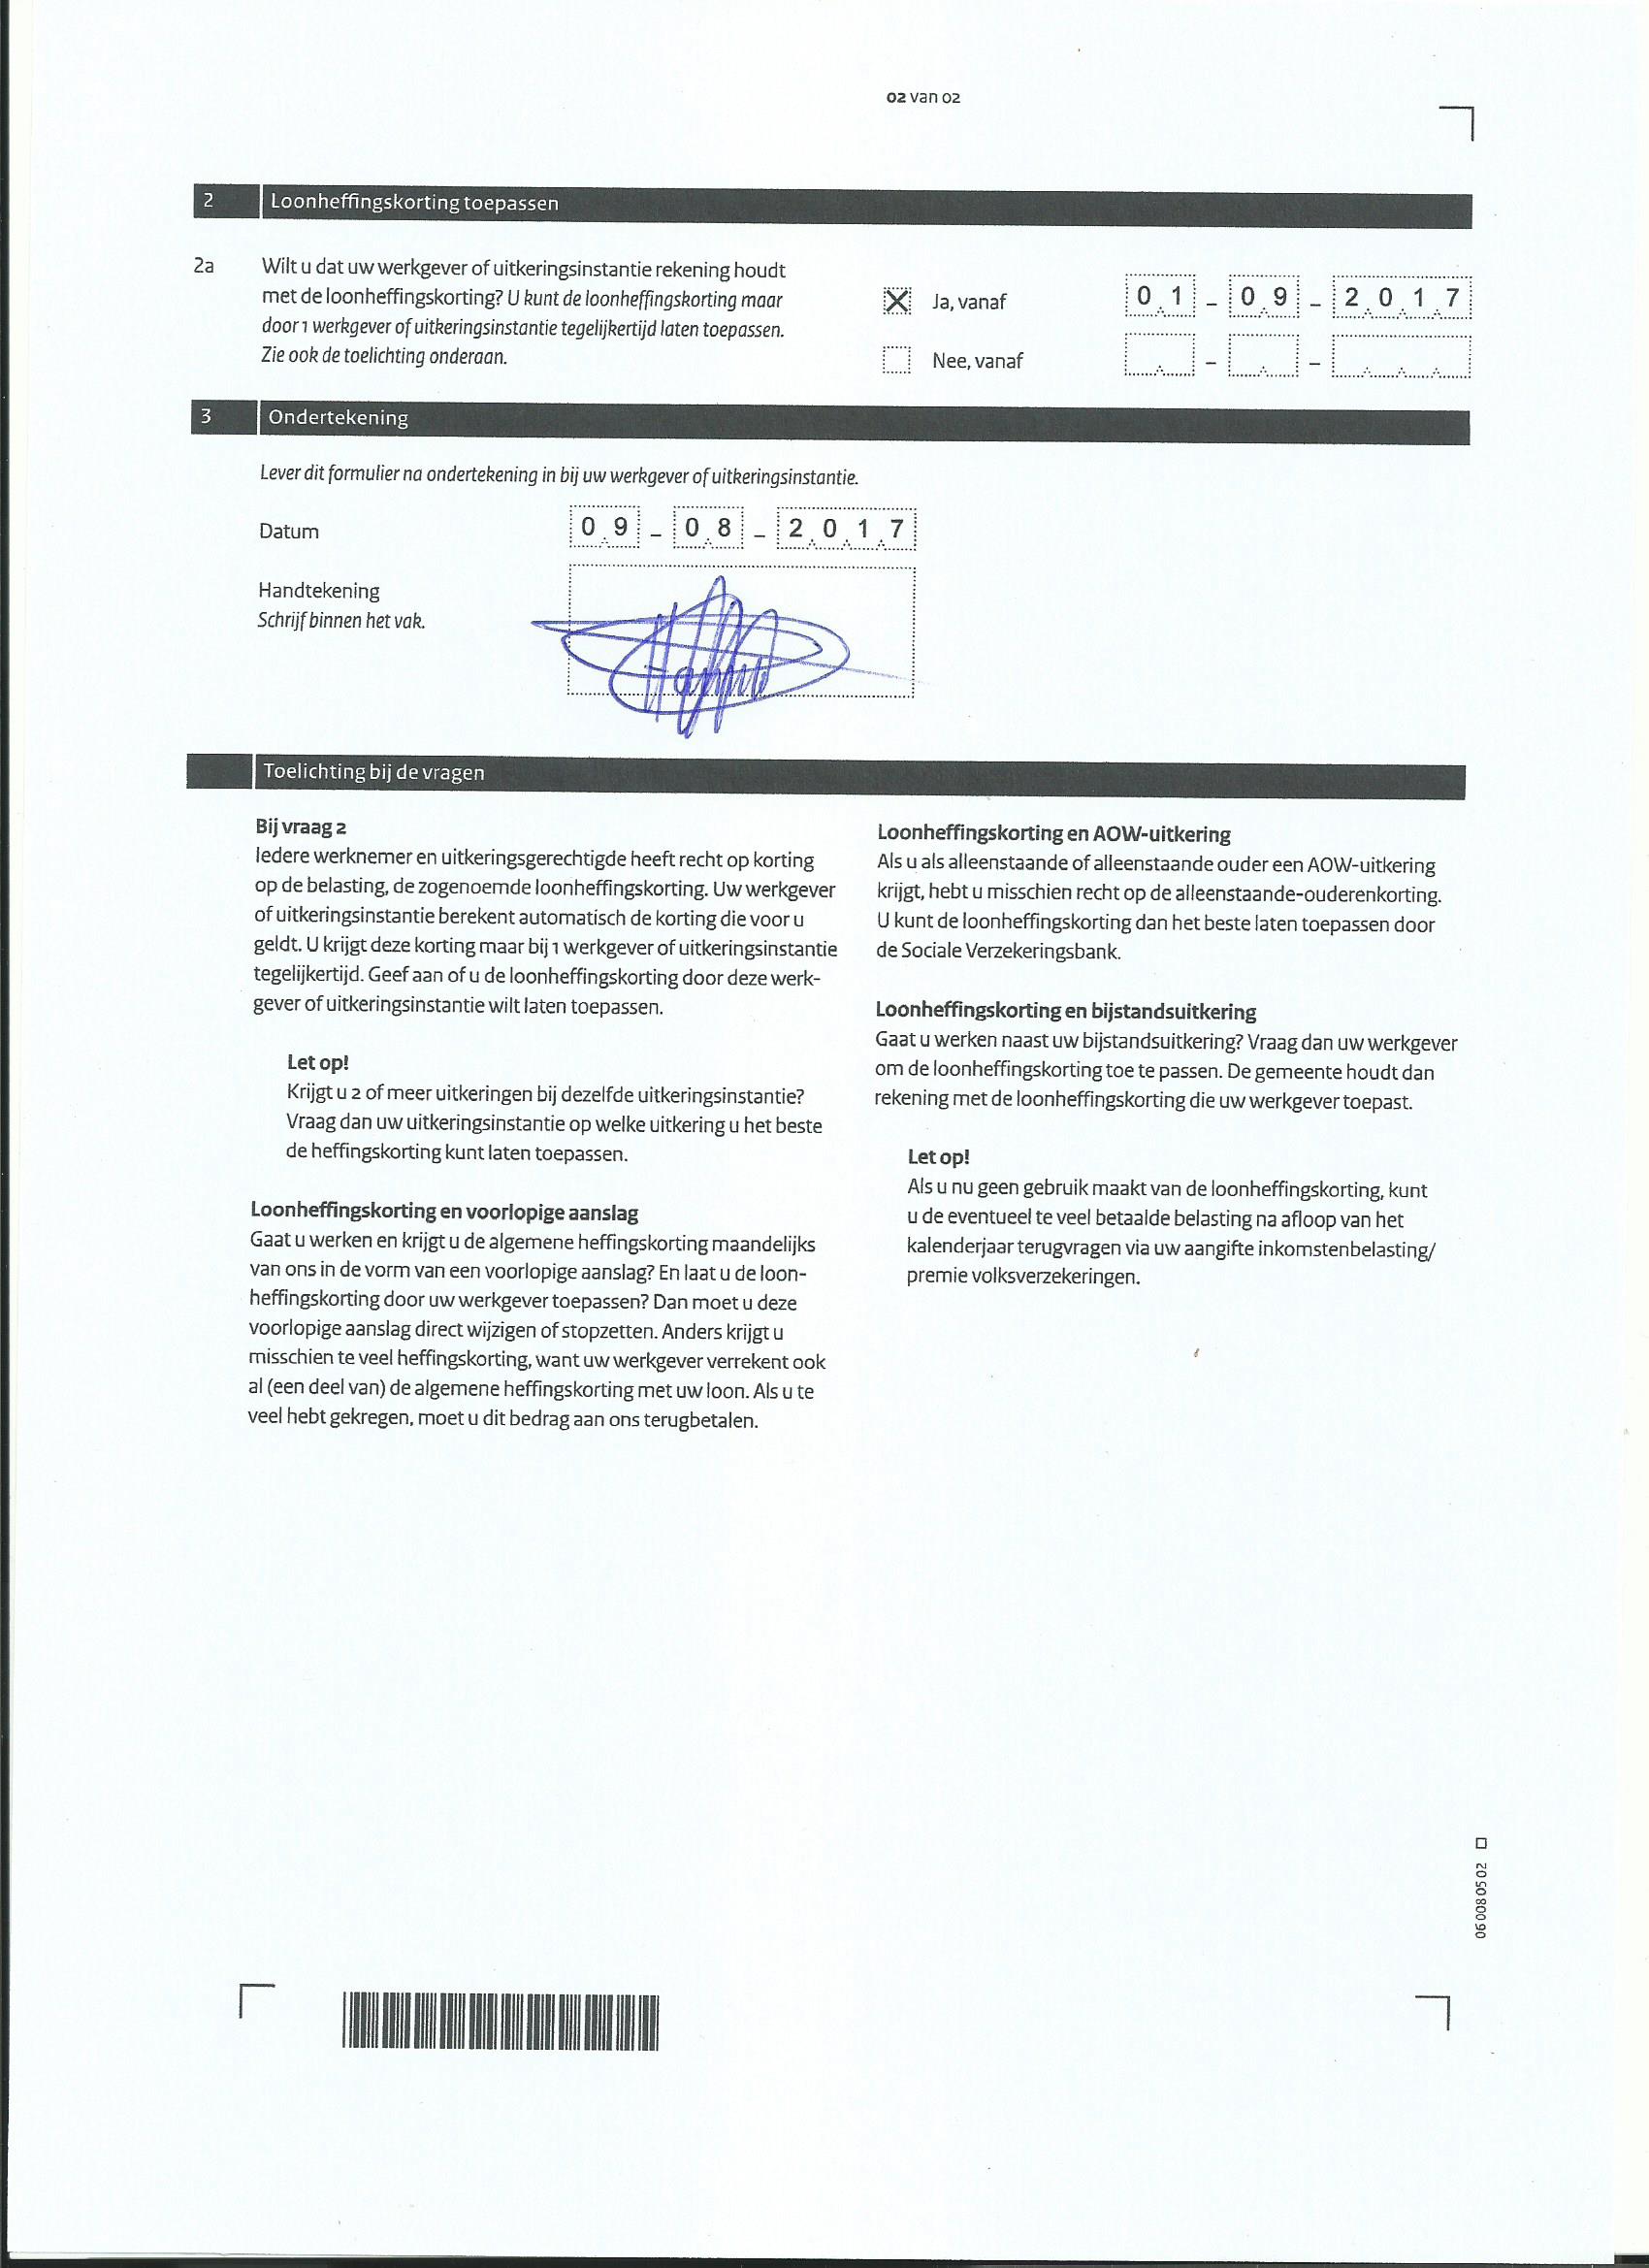 02 van 02
2 Loonheffingskorting toepassen
2a Wilt u dat uw werkgever of uitkeringsinstantie rekening houdt
met de loonheffingskorting? U kunt de loonheffingskorting maar
door 1 werkgever of uitkeringsinstantie tegelijkertijd laten toepassen.
Zie ook de toelichting onderaan.
Ja, vanaf 01 - 09 - 2017
Nee, vanaf - -
3 Ondertekening
Lever dit formulier na ondertekening in bij uw werkgever of uitkeringsinstantie.
Datum 09 - 08 - 2017
Handtekening
Schrijf binnen het vak.
Toelichting bij de vragen
Bij vraag 2
Iedere werknemer en uitkeringsgerechtigde heeft recht op korting
op de belasting, de zogenoemde loonheffingskorting. Uw werkgever
of uitkeringsinstantie berekent automatisch de korting die voor u
geldt. U krijgt deze korting maar bij 1 werkgever of uitkeringsinstantie
tegelijkertijd. Geef aan of u de loonheffingskorting door deze werk-
gever of uitkeringsinstantie wilt laten toepassen.
Let op!
Krijgt u 2 of meer uitkeringen bij dezelfde uitkeringsinstantie?
Vraag dan uw uitkeringsinstantie op welke uitkering u het beste
de heffingskorting kunt laten toepassen.
Loonheffingskorting en voorlopige aanslag
Gaat u werken en krijgt u de algemene heffingskorting maandelijks
van ons in de vorm van een voorlopige aanslag? En laat u de loon-
heffingskorting door uw werkgever toepassen? Dan moet u deze
voorlopige aanslag direct wijzigen of stopzetten. Anders krijgt u
misschien te veel heffingskorting, want uw werkgever verrekent ook
al (een deel van) de algemene heffingskorting met uw loon. Als u te
veel hebt gekregen, moet u dit bedrag aan ons terugbetalen.
Loonheffingskorting en AOW-uitkering
Als u als alleenstaande of alleenstaande ouder een AOW-uitkering
krijgt, hebt u misschien recht op de alleenstaande-ouderenkorting.
U kunt de loonheffingskorting dan het beste laten toepassen door
de Sociale Verzekeringsbank.
Loonheffingskorting en bijstandsuitkering
Gaat u werken naast uw bijstandsuitkering? Vraag dan uw werkgever
om de loonheffingskorting toe te passen. De gemeente houdt dan
rekening met de loonheffingskorting die uw werkgever toepast.
Let op!
Als u nu geen gebruik maakt van de loonheffingskorting, kunt
u de eventueel te veel betaalde belasting na afloop van het
kalenderjaar terugvragen via uw aangifte inkomstenbelasting/
premie volksverzekeringen.
06 008 05 02